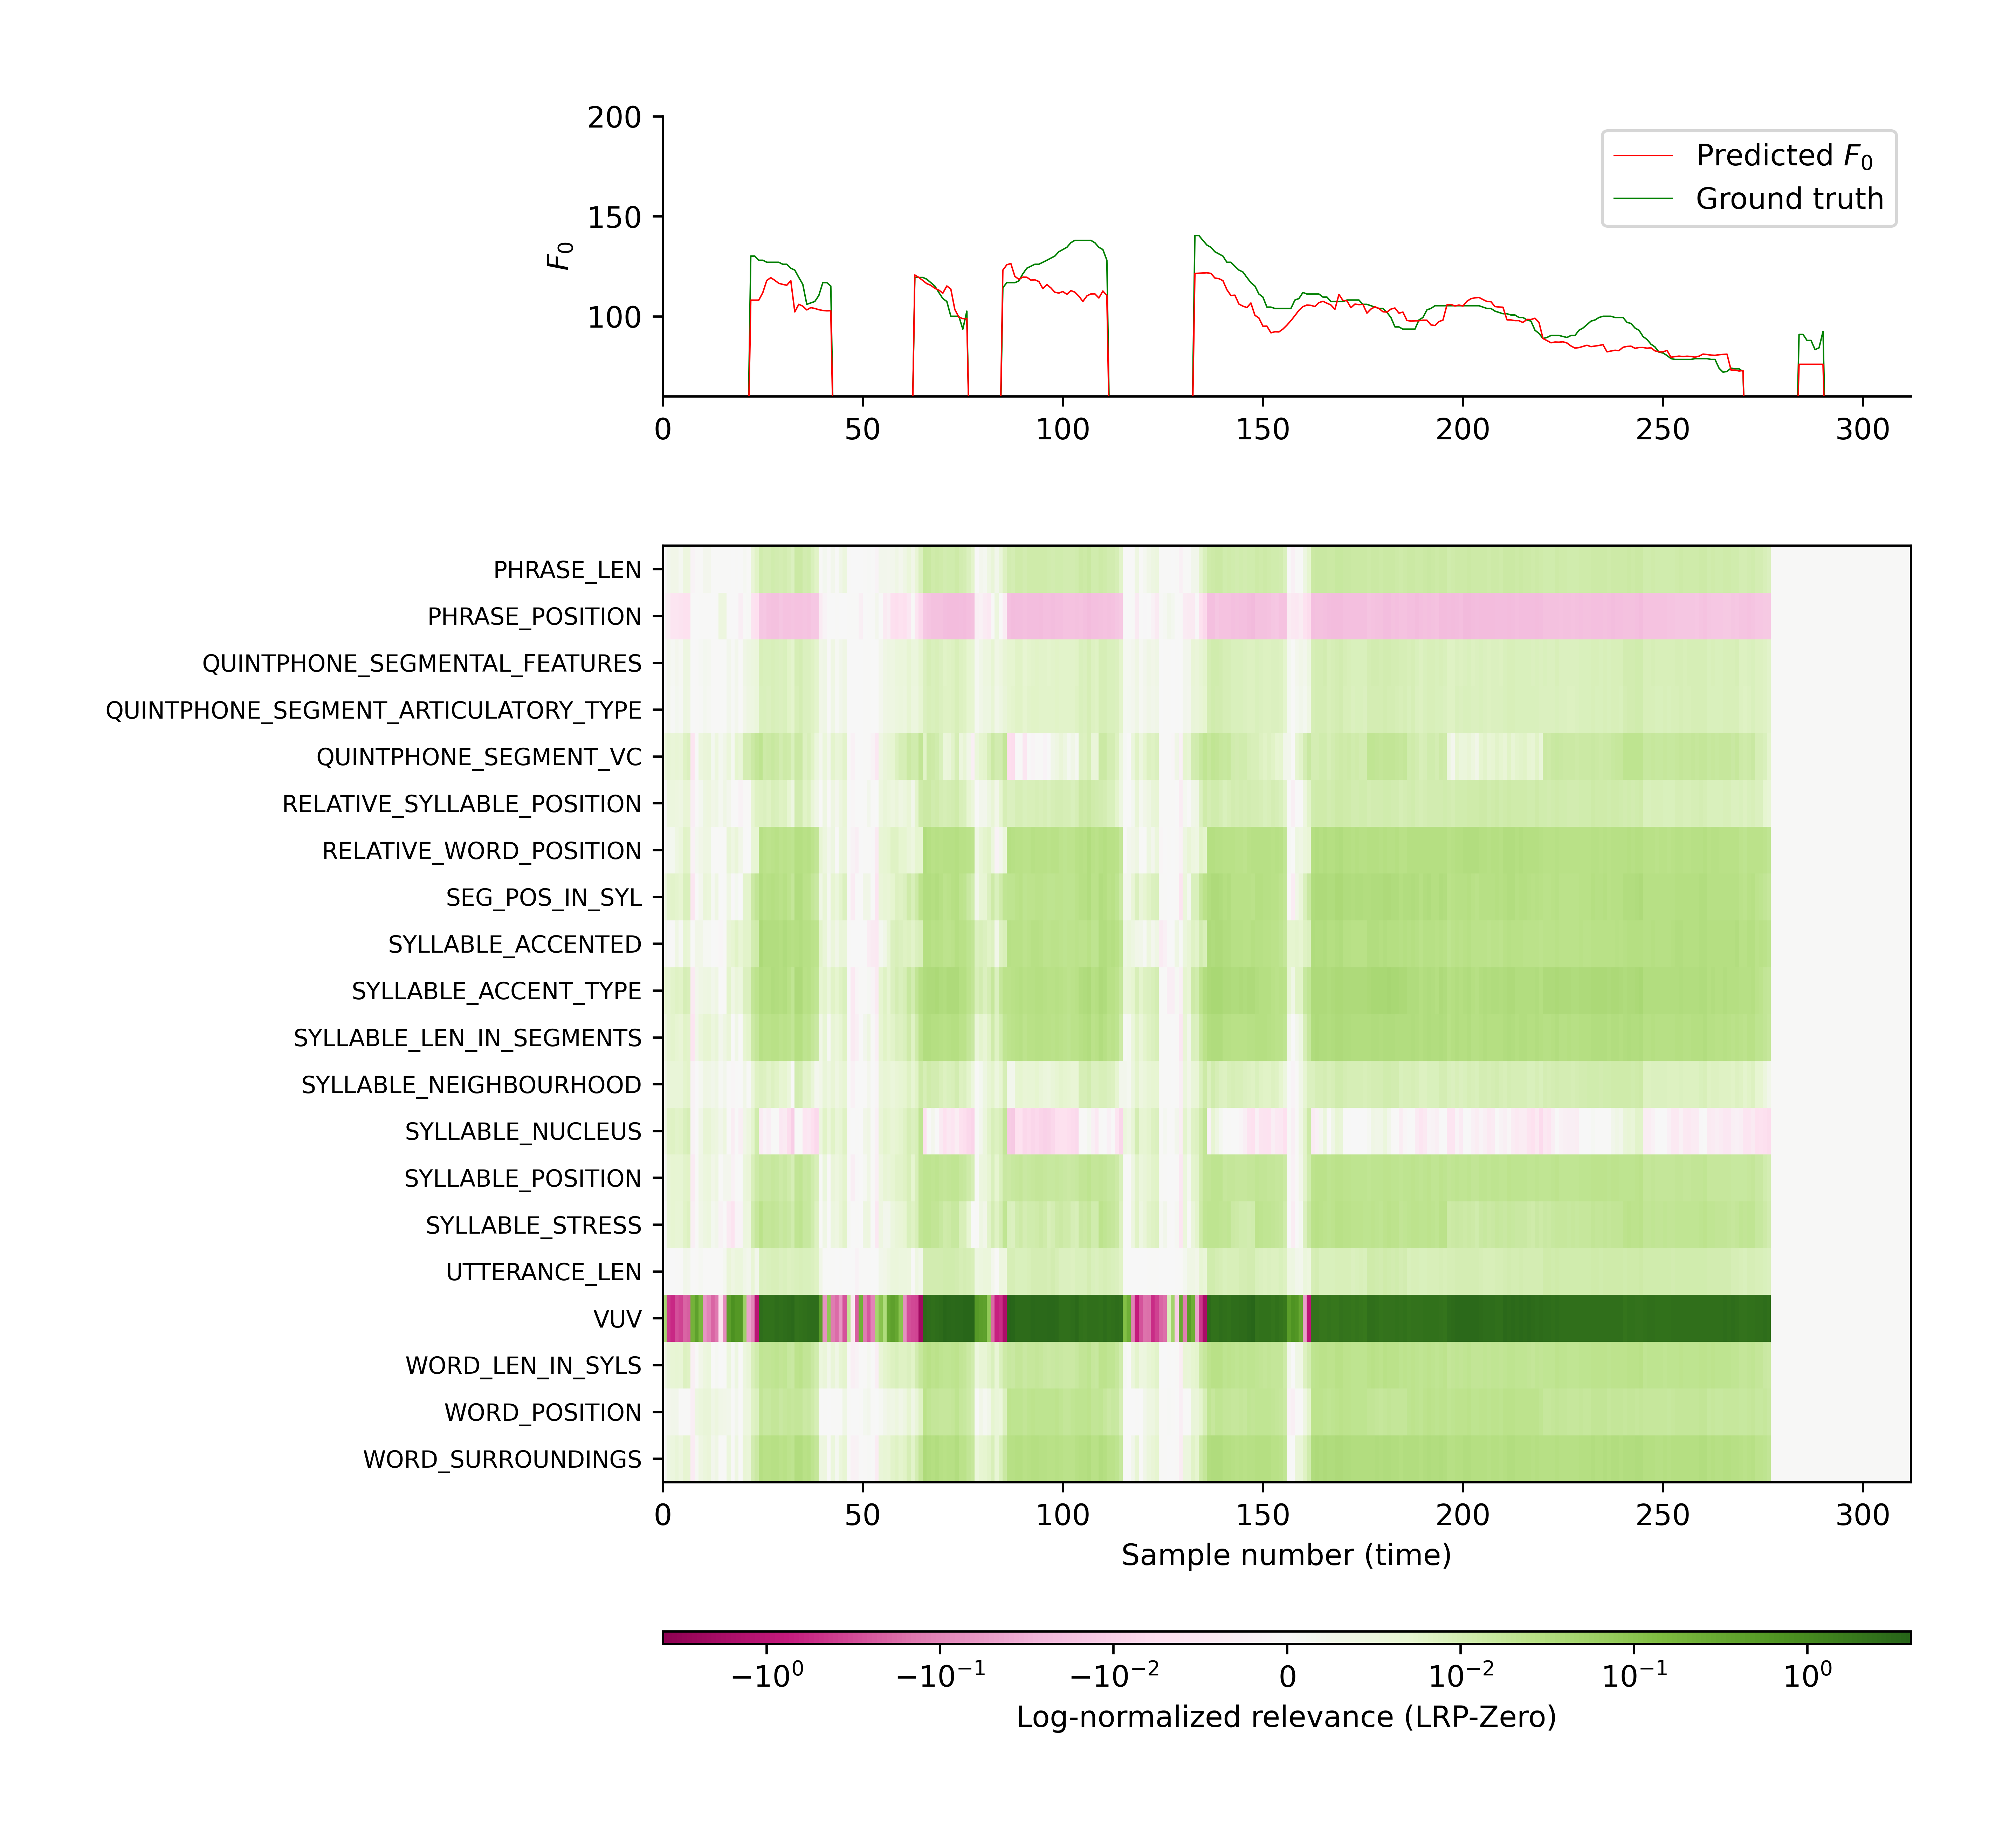 200
150
100
F₀
Predicted F₀
Ground truth
0 50 100 150 200 250 300
PHRASE_LEN
PHRASE_POSITION
QUINTPHONE_SEGMENTAL_FEATURES
QUINTPHONE_SEGMENT_ARTICULATORY_TYPE
QUINTPHONE_SEGMENT_VC
RELATIVE_SYLLABLE_POSITION
RELATIVE_WORD_POSITION
SEG_POS_IN_SYL
SYLLABLE_ACCENTED
SYLLABLE_ACCENT_TYPE
SYLLABLE_LEN_IN_SEGMENTS
SYLLABLE_NEIGHBOURHOOD
SYLLABLE_NUCLEUS
SYLLABLE_POSITION
SYLLABLE_STRESS
UTTERANCE_LEN
VUV
WORD_LEN_IN_SYLS
WORD_POSITION
WORD_SURROUNDINGS
0 50 100 150 200 250 300
Sample number (time)
−10⁰ −10⁻¹ −10⁻² 0 10⁻² 10⁻¹ 10⁰
Log-normalized relevance (LRP-Zero)